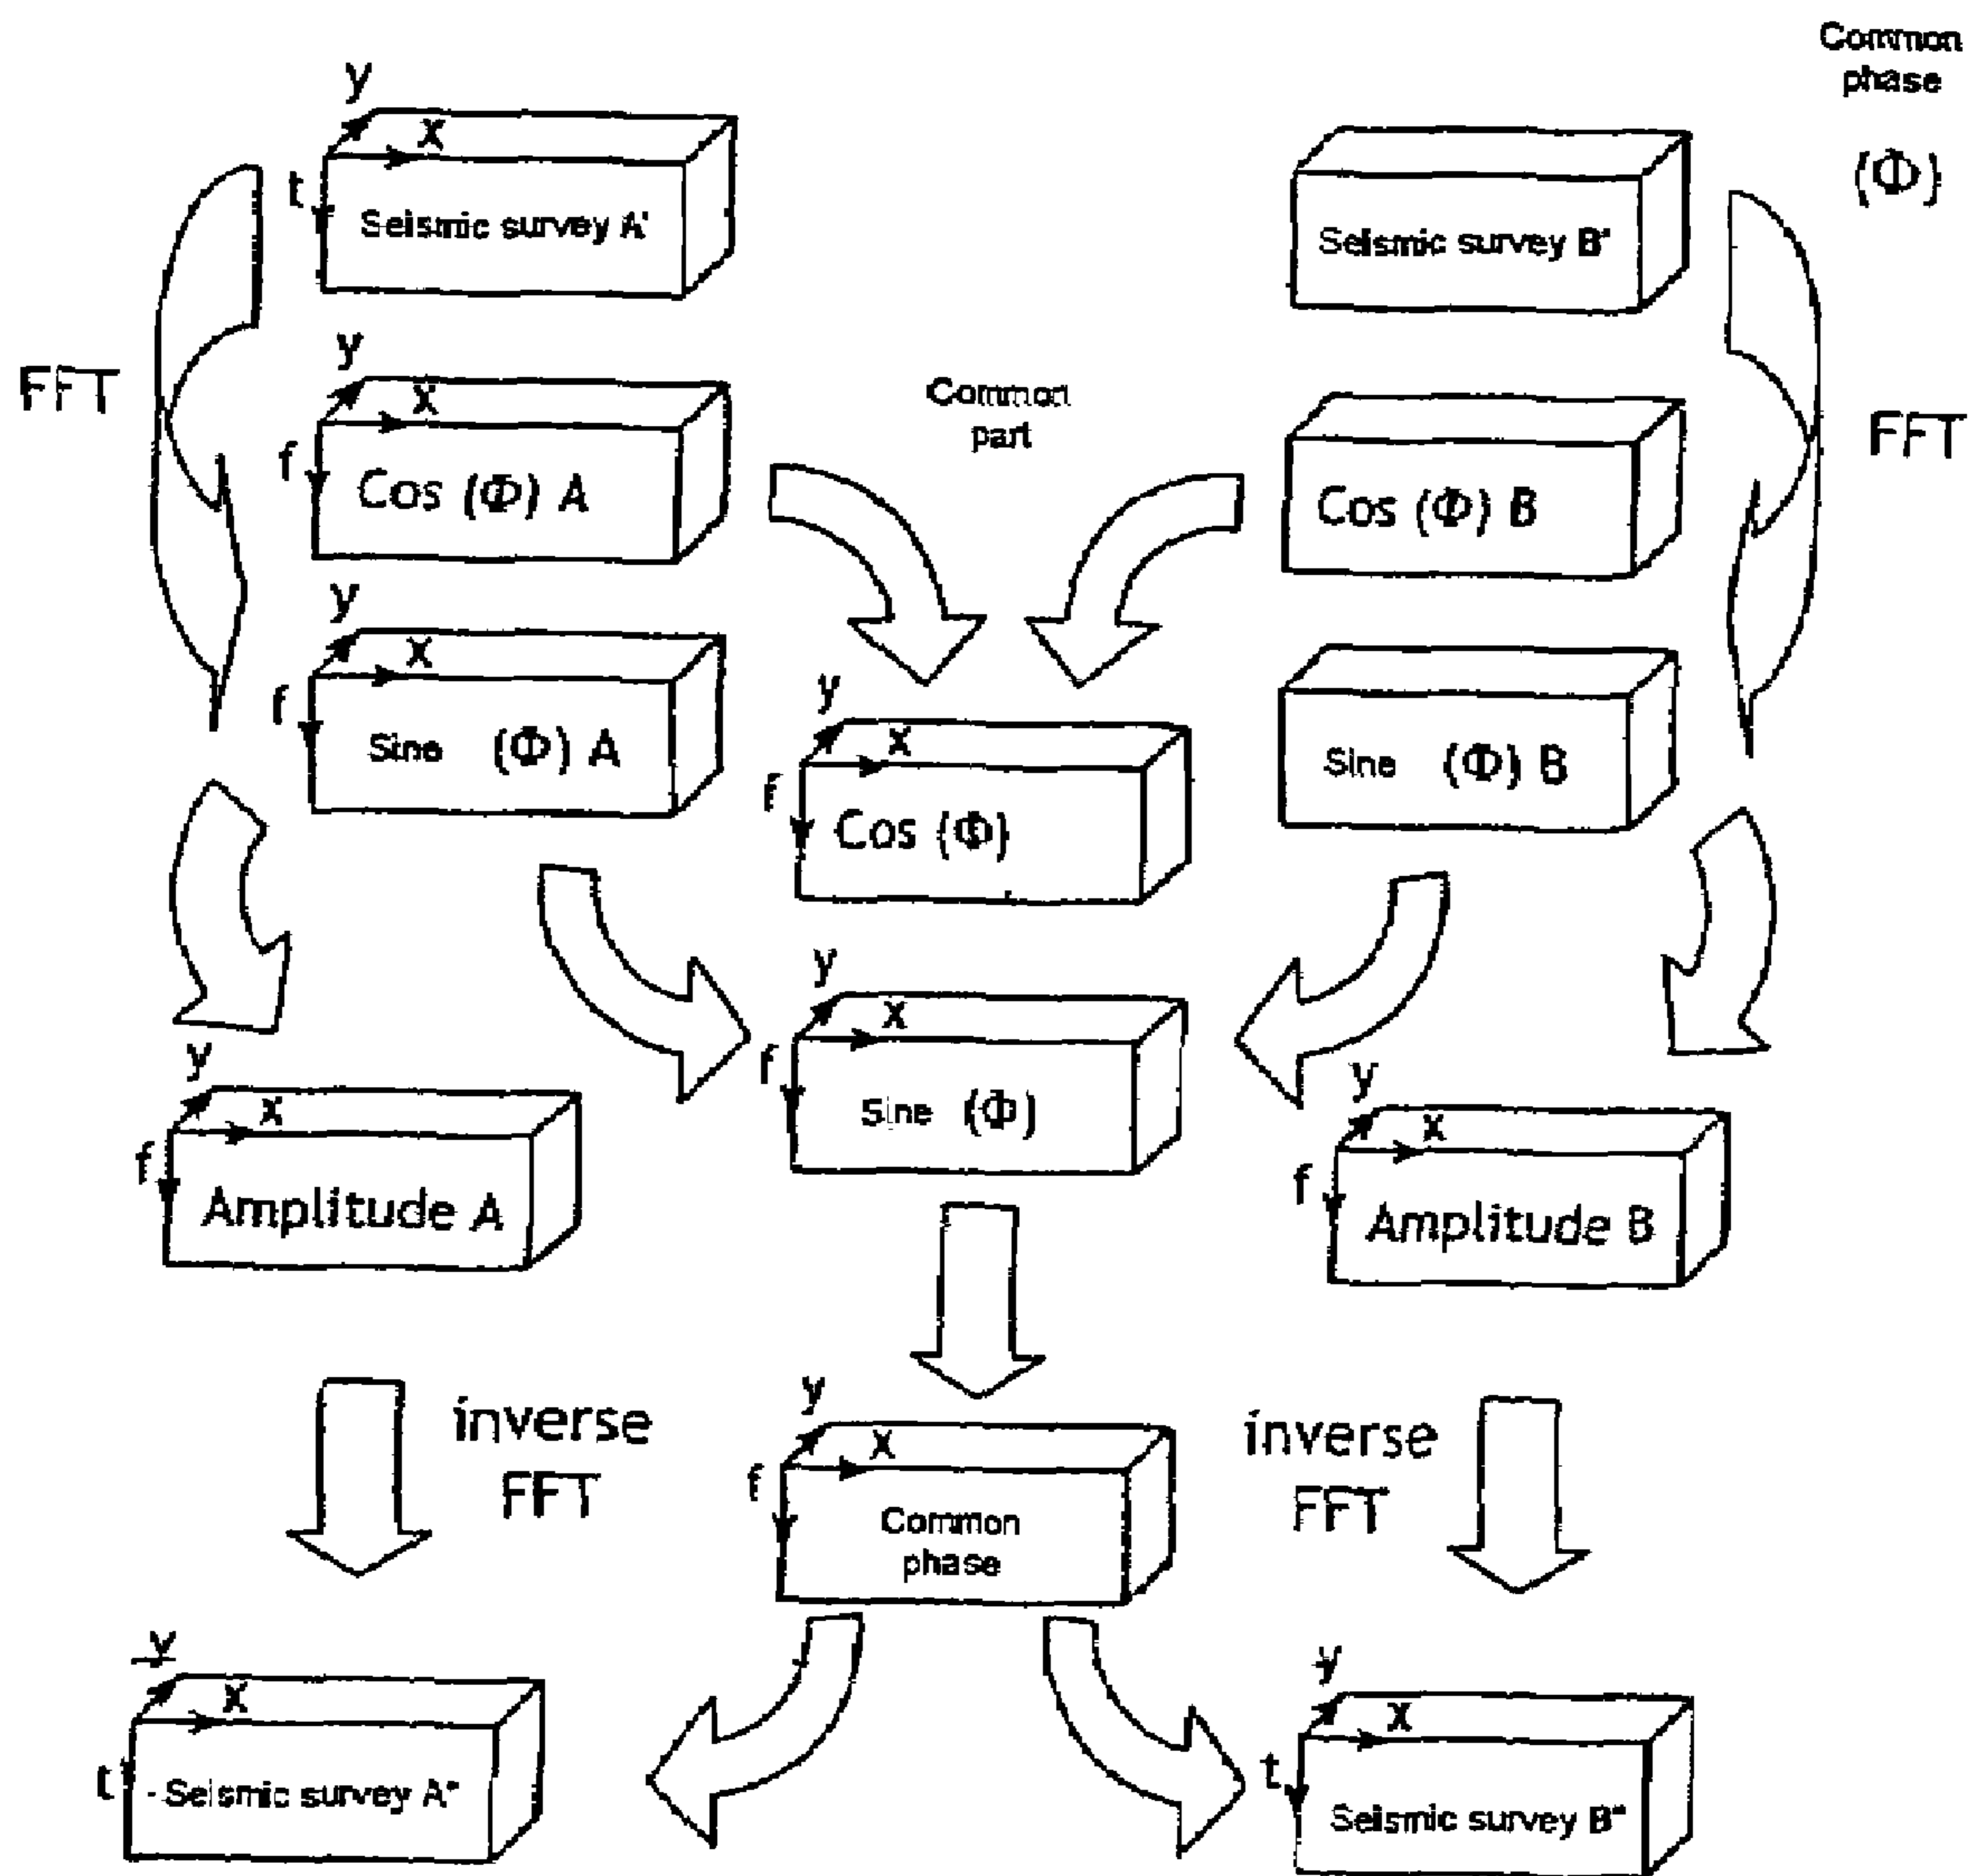 Common
phase
(Φ)
y
x
t
Seismic survey A'
Seismic survey B'
FFT
y
x
f
Cos (Φ) A
Common
part
Cos (Φ) B
FFT
y
x
f
Sine (Φ) A
y
x
f
Cos (Φ)
Sine (Φ) B
y
x
f
Sine (Φ)
y
x
f
Amplitude A
y
x
f
Amplitude B
inverse
FFT
y
x
f
Common
phase
inverse
FFT
y
x
t
Seismic survey A"
y
x
t
Seismic survey B"